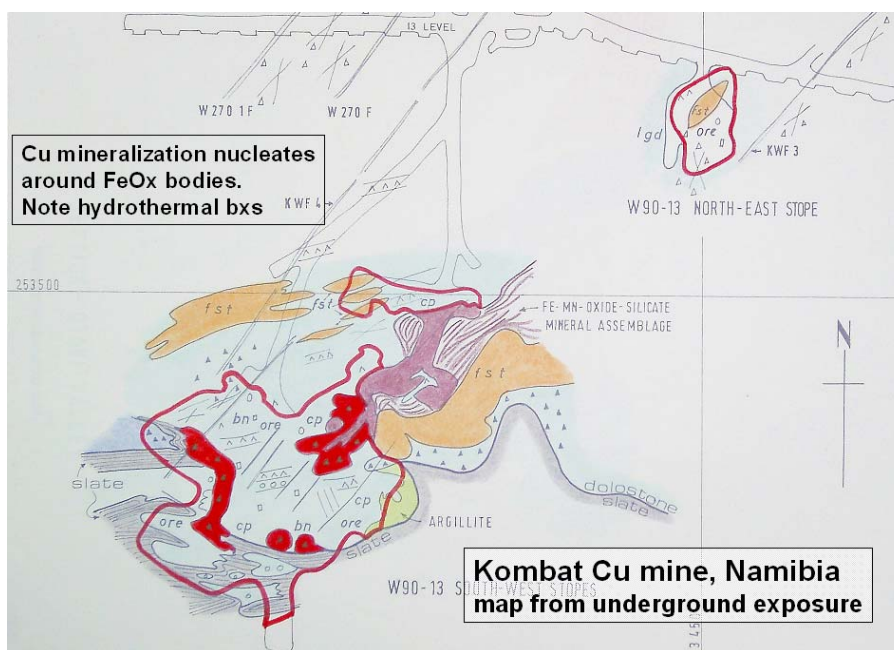 13 LEVEL
W270 1F
W270 F
Cu mineralization nucleates
around FeOx bodies.
Note hydrothermal bxs
KWF 4
fst
ore
lgd
KWF 3
W90-13 NORTH-EAST STOPE
253500
fst
fst
cp
FE-MN-OXIDE-SILICATE
MINERAL ASSEMBLAGE
N
fst
bn
ore
cp
slate
dolostone
slate
ore
cp
bn
ore
cp
ARGILLITE
slate
W90-13 SOUTH-WEST STOPES
Kombat Cu mine, Namibia
map from underground exposure